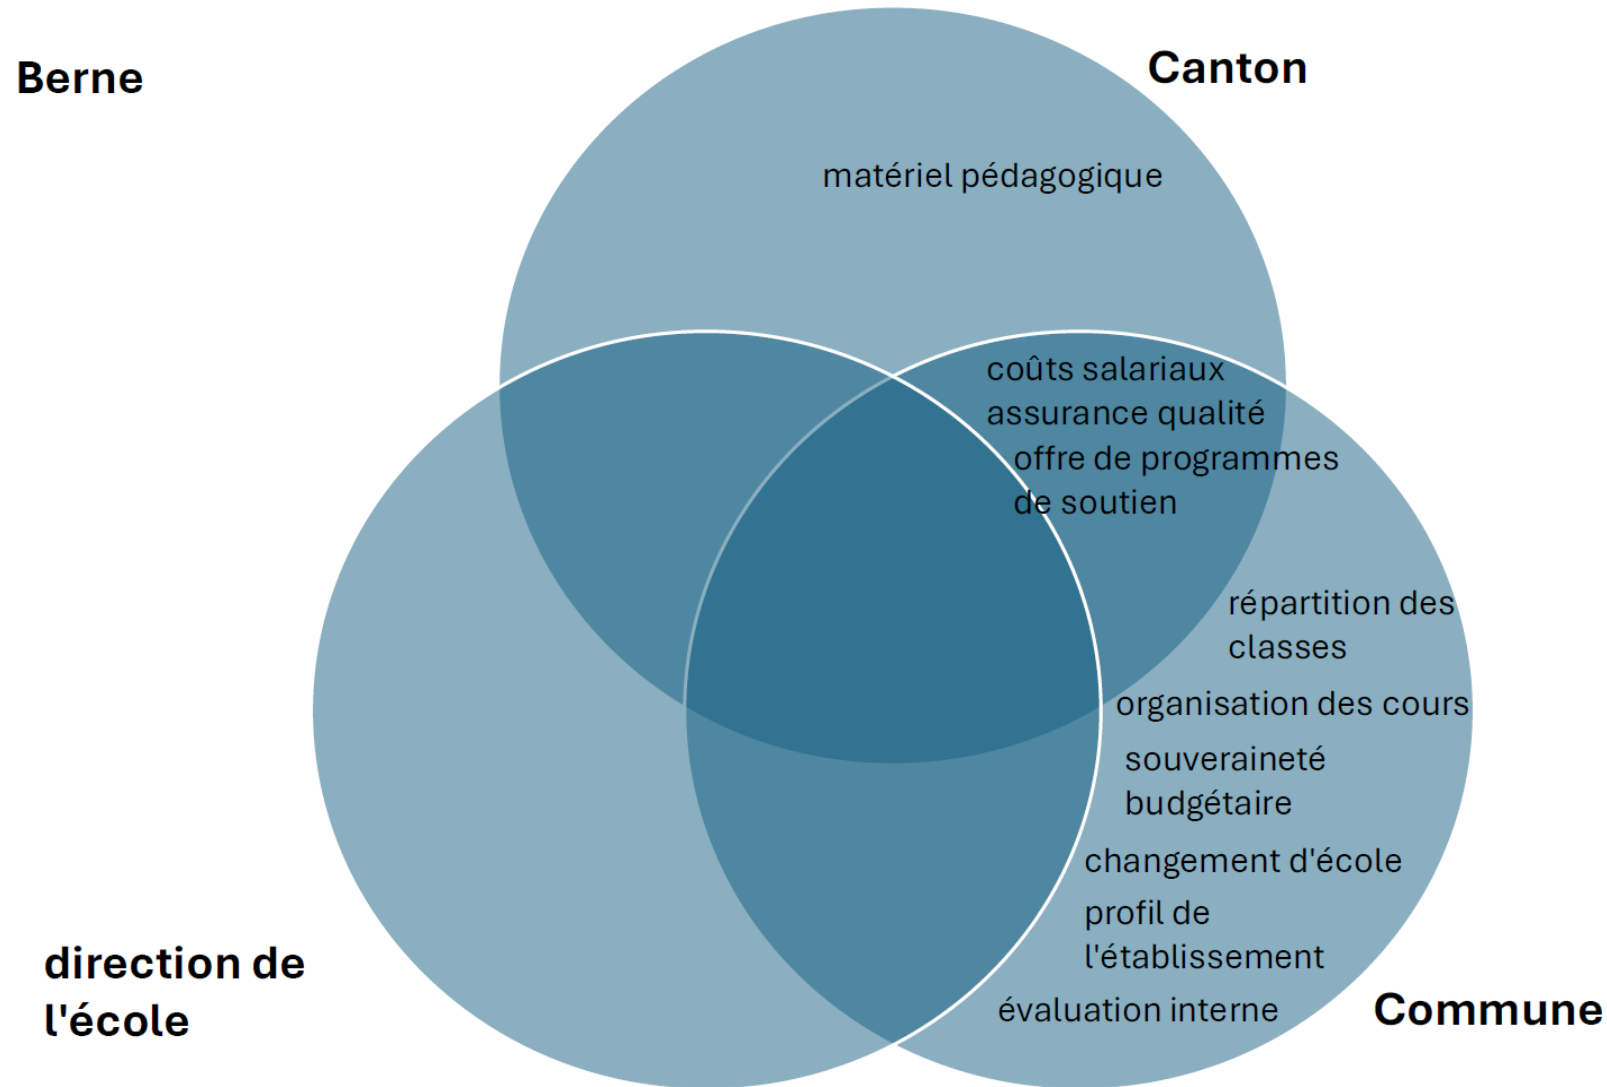 Berne
Canton
matériel pédagogique
coûts salariaux
assurance qualité
offre de programmes
de soutien
répartition des
classes
organisation des cours
souveraineté
budgétaire
changement d'école
profil de
l'établissement
évaluation interne
direction de
l'école
Commune